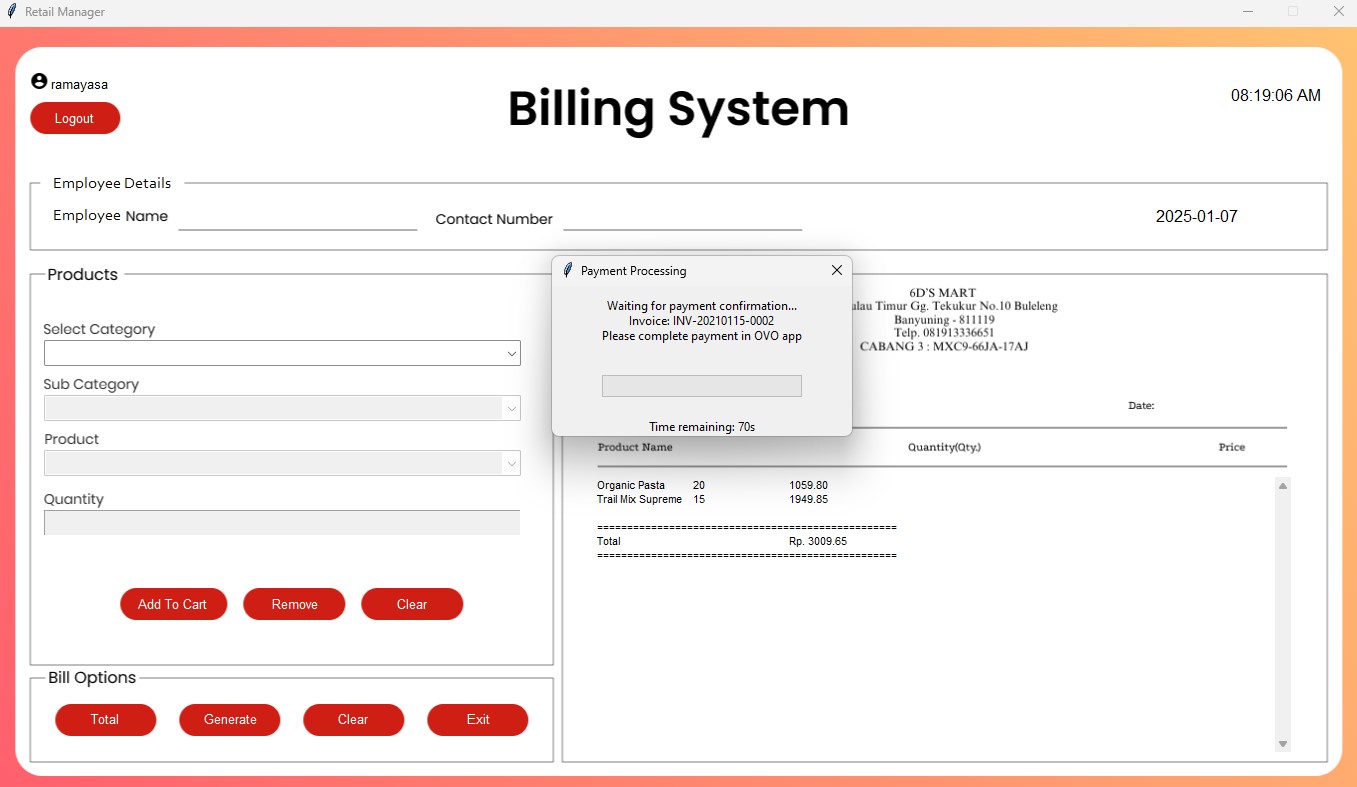 Retail Manager
ramayasa
Logout
Billing System
08:19:06 AM
Employee Details
Employee Name
Contact Number
2025-01-07
Products
Select Category
Sub Category
Product
Quantity
Add To Cart
Remove
Clear
Bill Options
Total
Generate
Clear
Exit
Payment Processing
Waiting for payment confirmation...
Invoice: INV-20210115-0002
Please complete payment in OVO app
Time remaining: 70s
6D'S MART
Timur Gg. Tekukur No.10 Buleleng
Banyuning - 811119
Telp. 081913336651
CABANG 3 : MXC9-66JA-17AJ
Date:
Product Name Quantity(Qty.) Price
Organic Pasta 20 1059.80
Trail Mix Supreme 15 1949.85
==================================================
Total Rp. 3009.65
==================================================